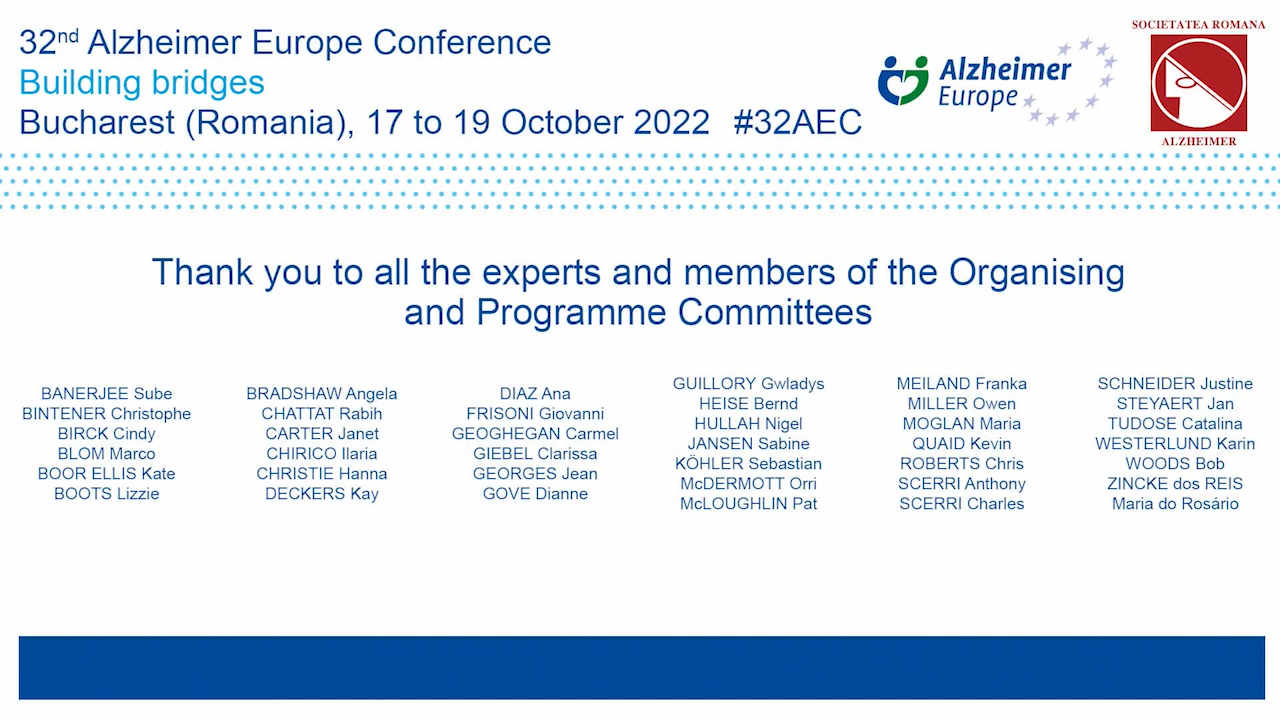 32nd Alzheimer Europe Conference
Building bridges
Bucharest (Romania), 17 to 19 October 2022 #32AEC
Alzheimer
Europe
SOCIETATEA ROMANA
ALZHEIMER
Thank you to all the experts and members of the Organising
and Programme Committees
BANERJEE Sube
BINTENER Christophe
BIRCK Cindy
BLOM Marco
BOOR ELLIS Kate
BOOTS Lizzie
BRADSHAW Angela
CHATTAT Rabih
CARTER Janet
CHIRICO Ilaria
CHRISTIE Hanna
DECKERS Kay
DIAZ Ana
FRISONI Giovanni
GEOGHEGAN Carmel
GIEBEL Clarissa
GEORGES Jean
GOVE Dianne
GUILLORY Gwladys
HEISE Bernd
HULLAH Nigel
JANSEN Sabine
KÖHLER Sebastian
McDERMOTT Orri
McLOUGHLIN Pat
MEILAND Franka
MILLER Owen
MOGLAN Maria
QUAID Kevin
ROBERTS Chris
SCERRI Anthony
SCERRI Charles
SCHNEIDER Justine
STEYAERT Jan
TUDOSE Catalina
WESTERLUND Karin
WOODS Bob
ZINCKE dos REIS
Maria do Rosário